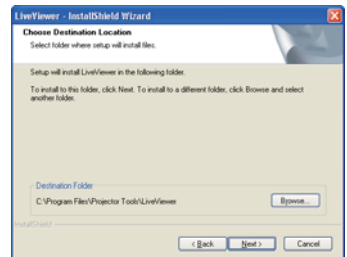 LiveViewer - InstallShield Wizard
Choose Destination Location
Select folder where setup will install files.
Setup will install LiveViewer in the following folder.
To install to this folder, click Next. To install to a different folder, click Browse and select
another folder.
Destination Folder
C:\Program Files\Projector Tools\LiveViewer
Browse...
InstallShield
< Back
Next >
Cancel